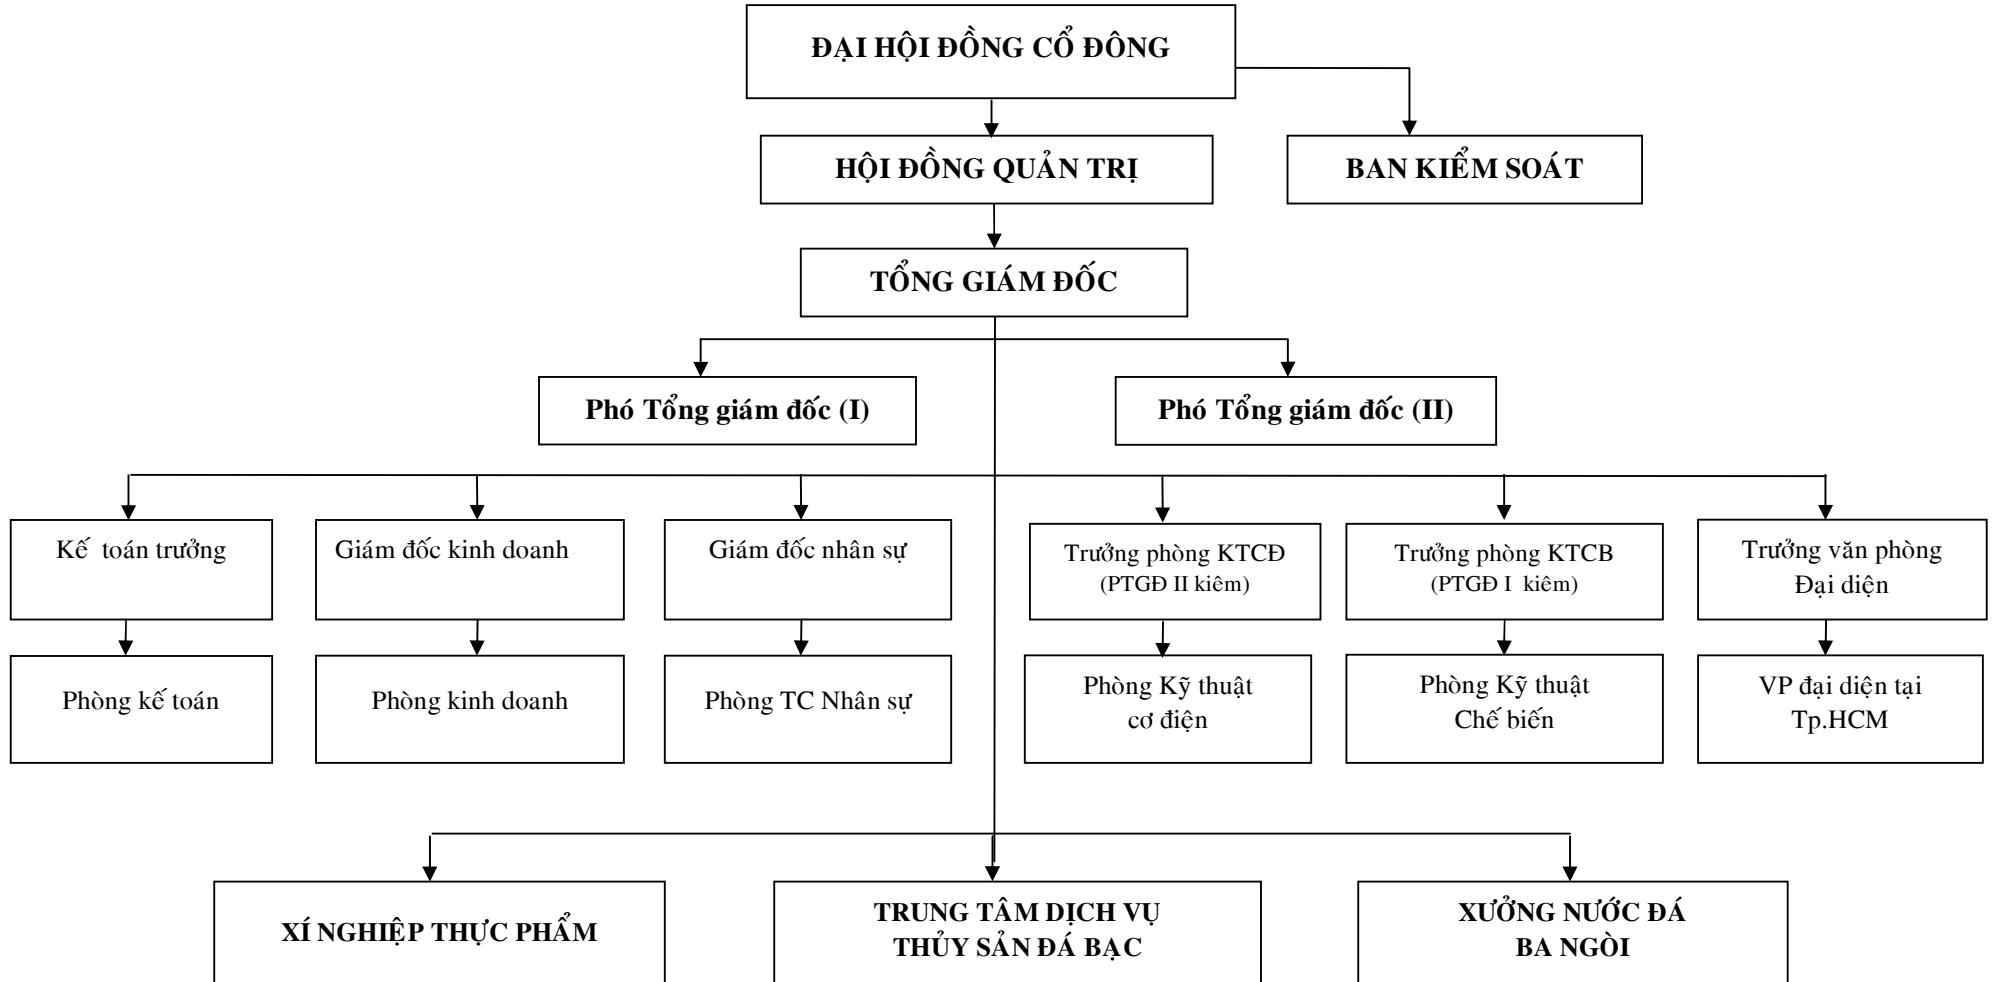 ĐẠI HỘI ĐỒNG CỔ ĐÔNG
HỘI ĐỒNG QUẢN TRỊ
BAN KIỂM SOÁT
TỔNG GIÁM ĐỐC
Phó Tổng giám đốc (I)
Phó Tổng giám đốc (II)
Kế toán trưởng
Giám đốc kinh doanh
Giám đốc nhân sự
Trưởng phòng KTCĐ
(PTGĐ II kiêm)
Trưởng phòng KTCB
(PTGĐ I kiêm)
Trưởng văn phòng
Đại diện
Phòng kế toán
Phòng kinh doanh
Phòng TC Nhân sự
Phòng Kỹ thuật
cơ điện
Phòng Kỹ thuật
Chế biến
VP đại diện tại
Tp.HCM
XÍ NGHIỆP THỰC PHẨM
TRUNG TÂM DỊCH VỤ
THỦY SẢN ĐÁ BẠC
XƯỞNG NƯỚC ĐÁ
BA NGÒI